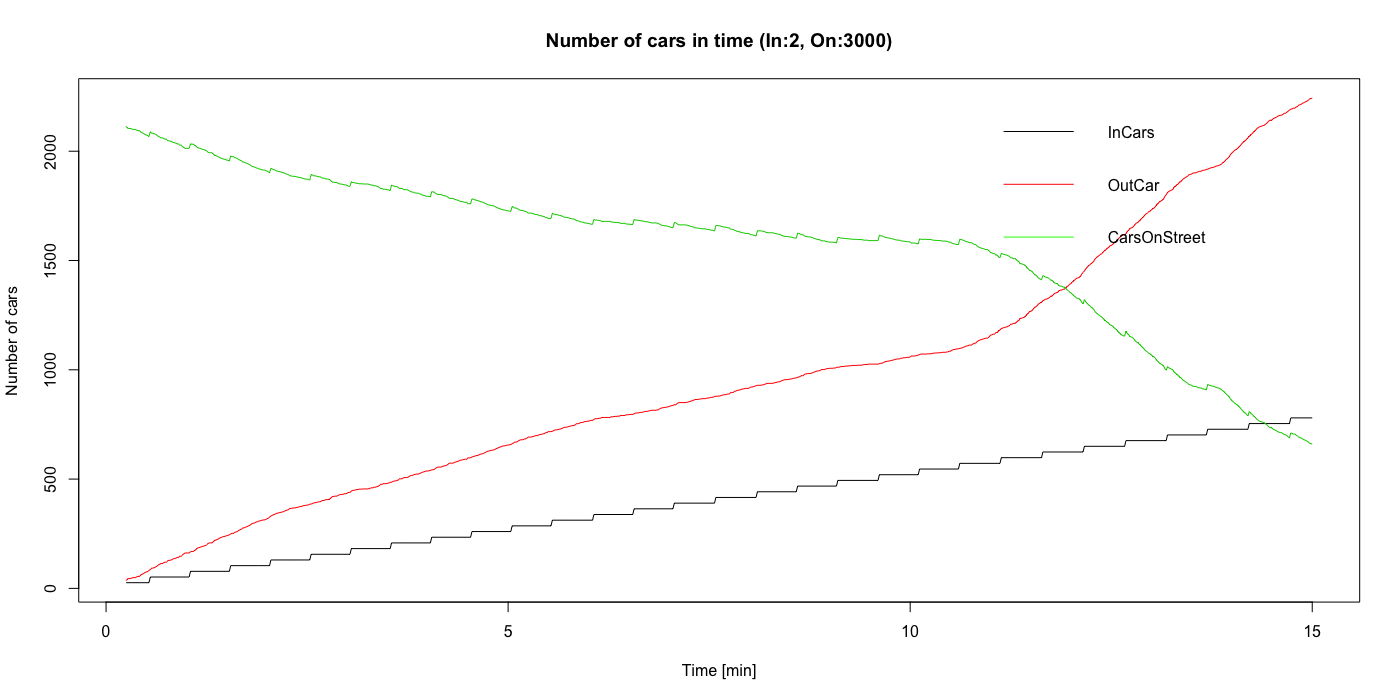 Number of cars in time (In:2, On:3000)
Number of cars
2000
1500
1000
500
0
InCars
OutCar
CarsOnStreet
0 5 10 15
Time [min]